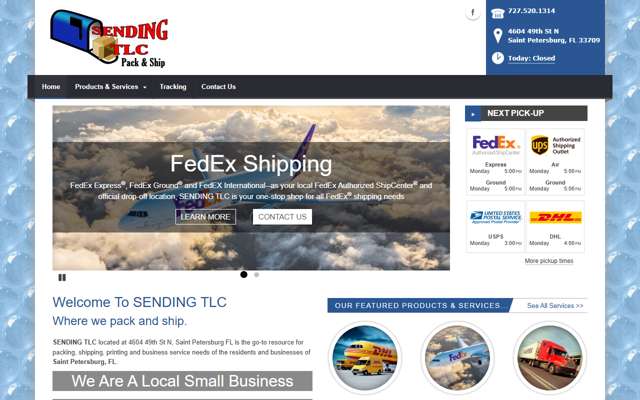 SENDING
TLC
Pack & Ship
f
727.520.1314
4604 49th St N
Saint Petersburg, FL 33709
Today: Closed
Home
Products & Services
Tracking
Contact Us
FedEx Shipping
FedEx Express®, FedEx Ground® and FedEX International--as your local FedEx Authorized ShipCenter® and
official drop-off location, SENDING TLC is your one-stop shop for all FedEx® shipping needs
LEARN MORE
CONTACT US
NEXT PICK-UP
FedEx
Authorized ShipCenter
Express
Monday 5:00 PM
Ground
Monday 5:00 PM
ups
Authorized
Shipping
Outlet
Air
Monday 5:00 PM
Ground
Monday 5:00 PM
UNITED STATES
POSTAL SERVICE
Approved Postal Provider
USPS
Monday 3:00 PM
DHL
DHL
Monday 4:00 PM
More pickup times
Welcome To SENDING TLC
Where we pack and ship.
SENDING TLC located at 4604 49th St N, Saint Petersburg FL is the go-to resource for
packing, shipping, printing and business service needs of the residents and businesses of
Saint Petersburg, FL.
We Are A Local Small Business
OUR FEATURED PRODUCTS & SERVICES...
See All Services >>
DHL
FedEx